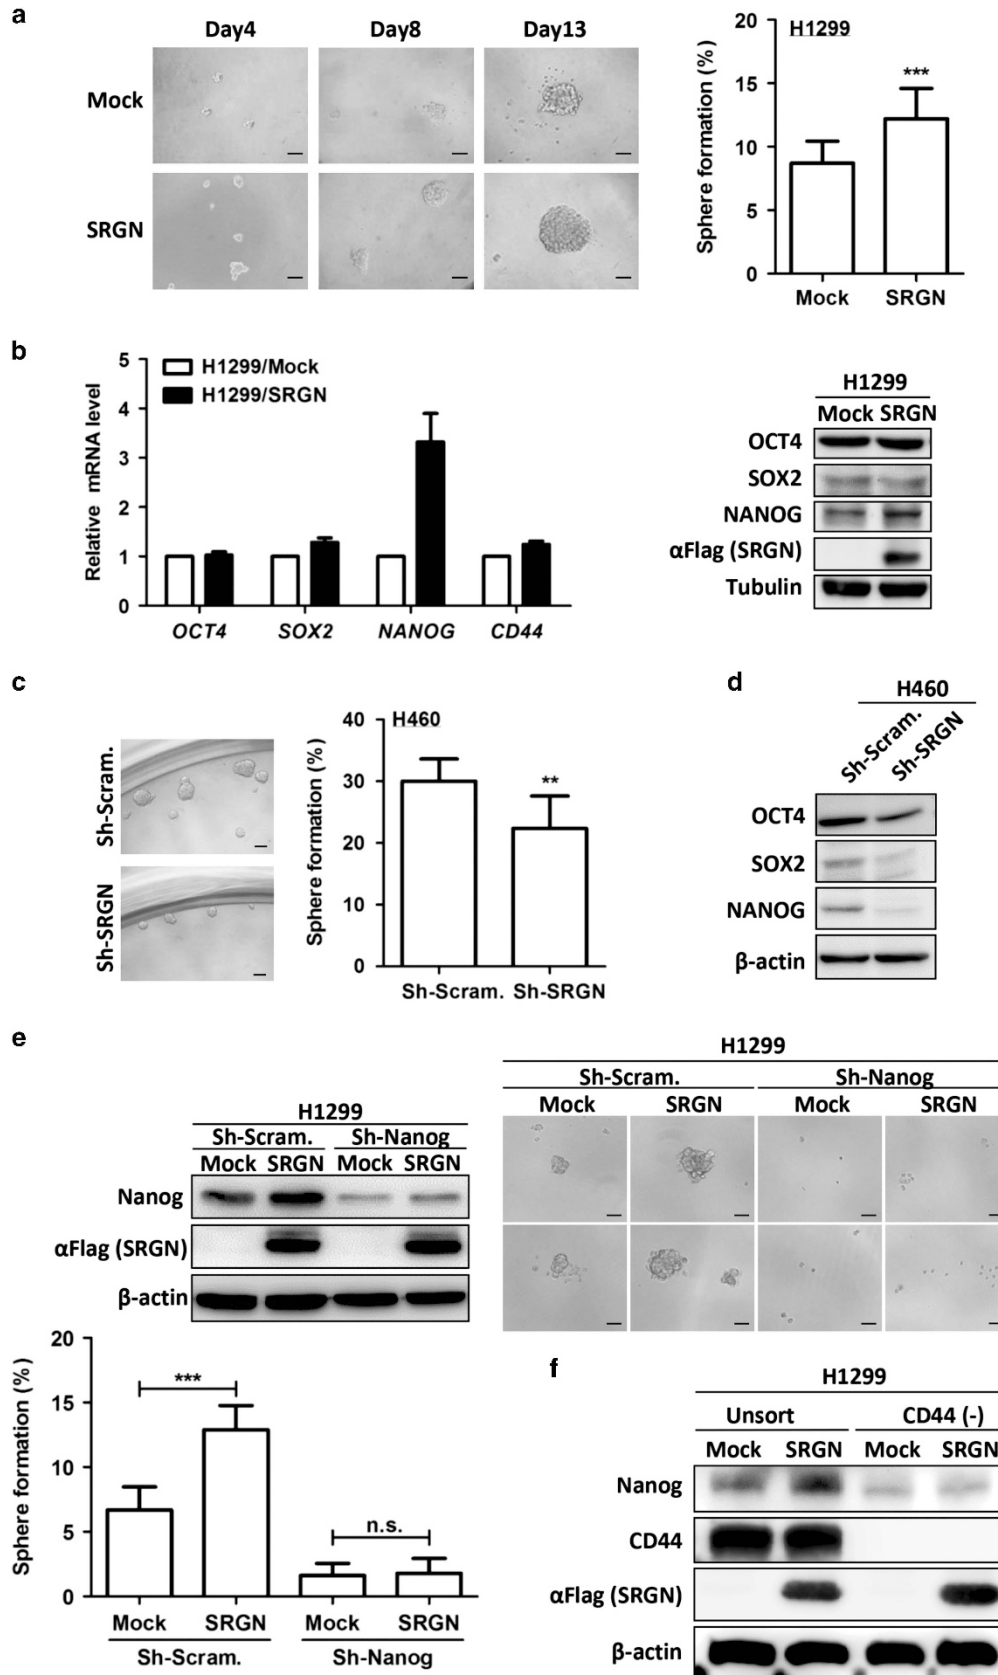 a
Day4 Day8 Day13
Mock
SRGN
Sphere formation (%)
20
15
10
5
0
H1299
***
Mock SRGN
b
Relative mRNA level
5
4
3
2
1
0
H1299/Mock
H1299/SRGN
OCT4 SOX2 NANOG CD44
H1299
Mock SRGN
OCT4
SOX2
NANOG
αFlag (SRGN)
Tubulin
c
Sh-Scram.
Sh-SRGN
Sphere formation (%)
40
30
20
10
0
H460
**
Sh-Scram. Sh-SRGN
d
H460
Sh-Scram.
Sh-SRGN
OCT4
SOX2
NANOG
β-actin
e
H1299
Sh-Scram. Sh-Nanog
Mock SRGN Mock SRGN
Nanog
αFlag (SRGN)
β-actin
H1299
Sh-Scram. Sh-Nanog
Mock SRGN Mock SRGN
Sphere formation (%)
20
15
10
5
0
***
n.s.
Mock SRGN Mock SRGN
Sh-Scram. Sh-Nanog
f
H1299
Unsort CD44 (-)
Mock SRGN Mock SRGN
Nanog
CD44
αFlag (SRGN)
β-actin